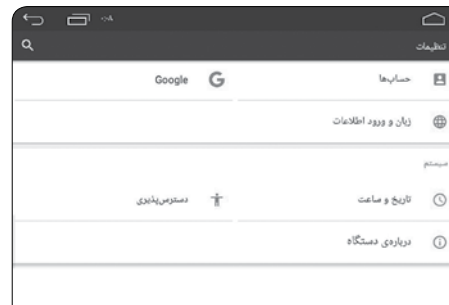 تنظیمات
حساب‌ها
Google
زبان و ورود اطلاعات
سیستم
تاریخ و ساعت
دسترس‌پذیری
درباره‌ی دستگاه